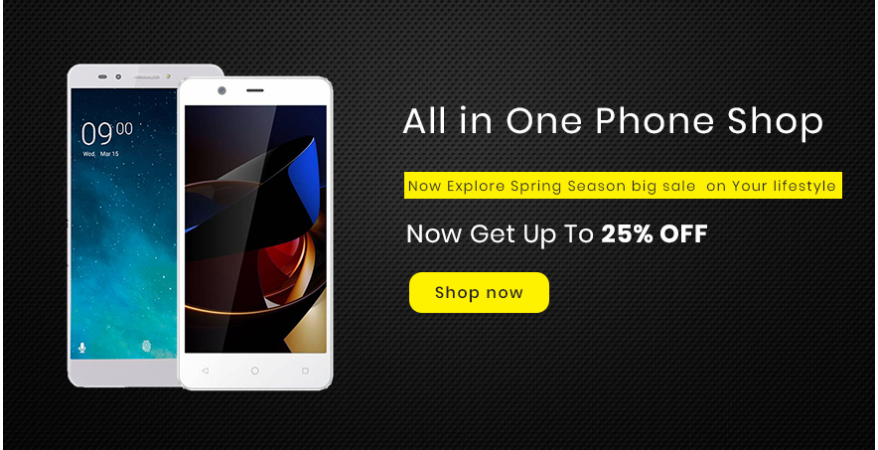 09:00
Wed, Mar 15
All in One Phone Shop
Now Explore Spring Season big sale  on Your lifestyle
Now Get Up To 25% OFF
Shop now